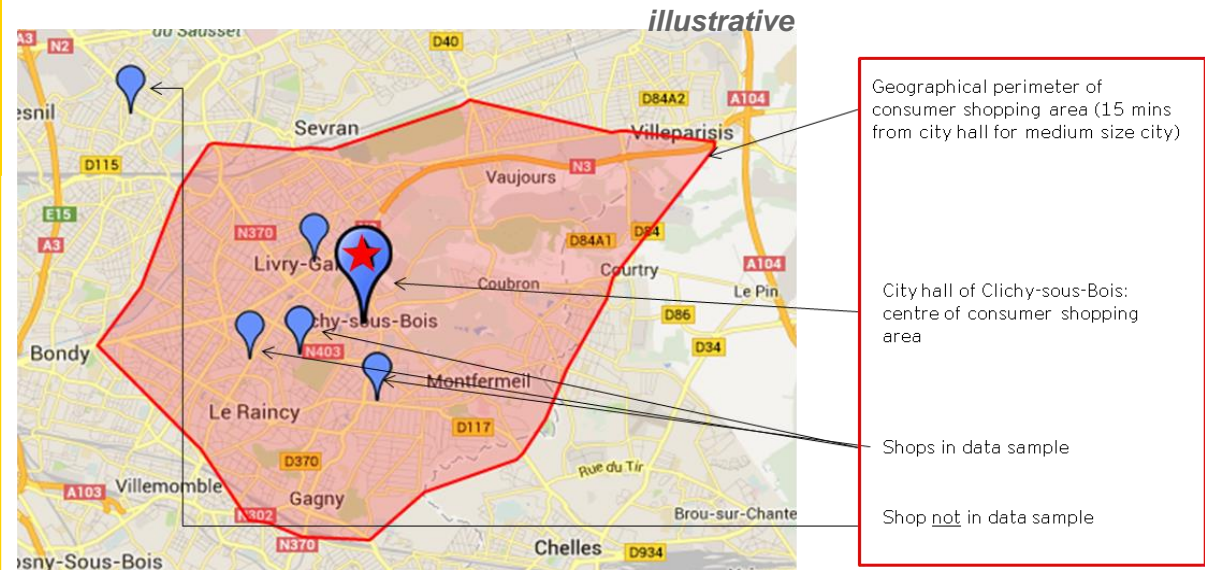 illustrative
du Sausset
A3
N2
D40
esnil
D84A2
A104
Sevran
Villeparisis
D115
N3
Vaujours
E15
A3
N370
D84A1
D84
Livry-Ga
Courtry
A104
Coubron
Le Pin
chy-sous-Bois
D86
Bondy
N403
D34
Montfermeil
Le Raincy
D117
D370
Rue du Tir
A103
Villemomble
Gagny
N302
Brou-sur-Chante
N370
Chelles
D934
osny-Sous-Bois
Geographical perimeter of
consumer shopping area (15 mins
from city hall for medium size city)
City hall of Clichy-sous-Bois:
centre of consumer shopping
area
Shops in data sample
Shop not in data sample